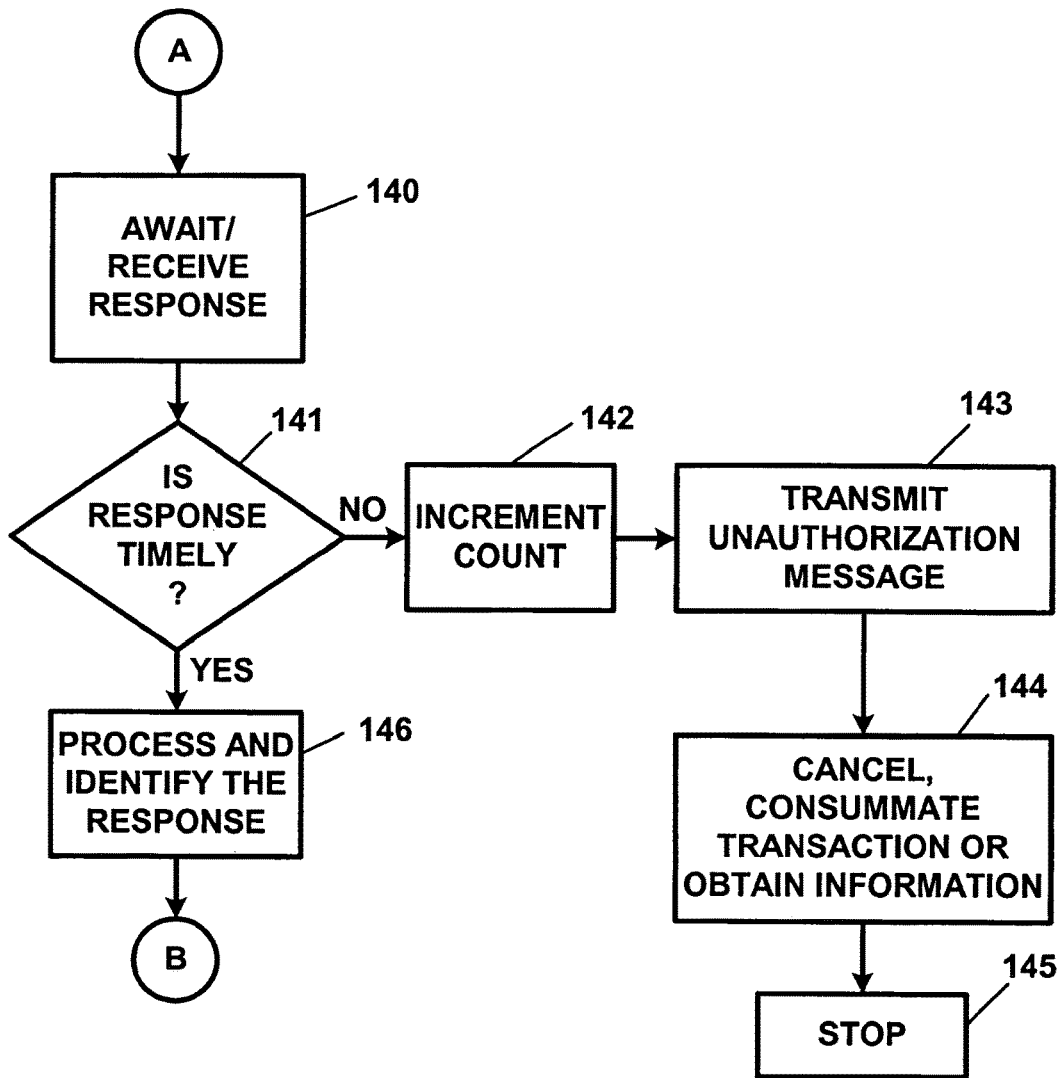 A
140
AWAIT/
RECEIVE
RESPONSE
141
IS
RESPONSE
TIMELY
?
NO
142
INCREMENT
COUNT
143
TRANSMIT
UNAUTHORIZATION
MESSAGE
YES
146
PROCESS AND
IDENTIFY THE
RESPONSE
B
144
CANCEL,
CONSUMMATE
TRANSACTION OR
OBTAIN INFORMATION
145
STOP